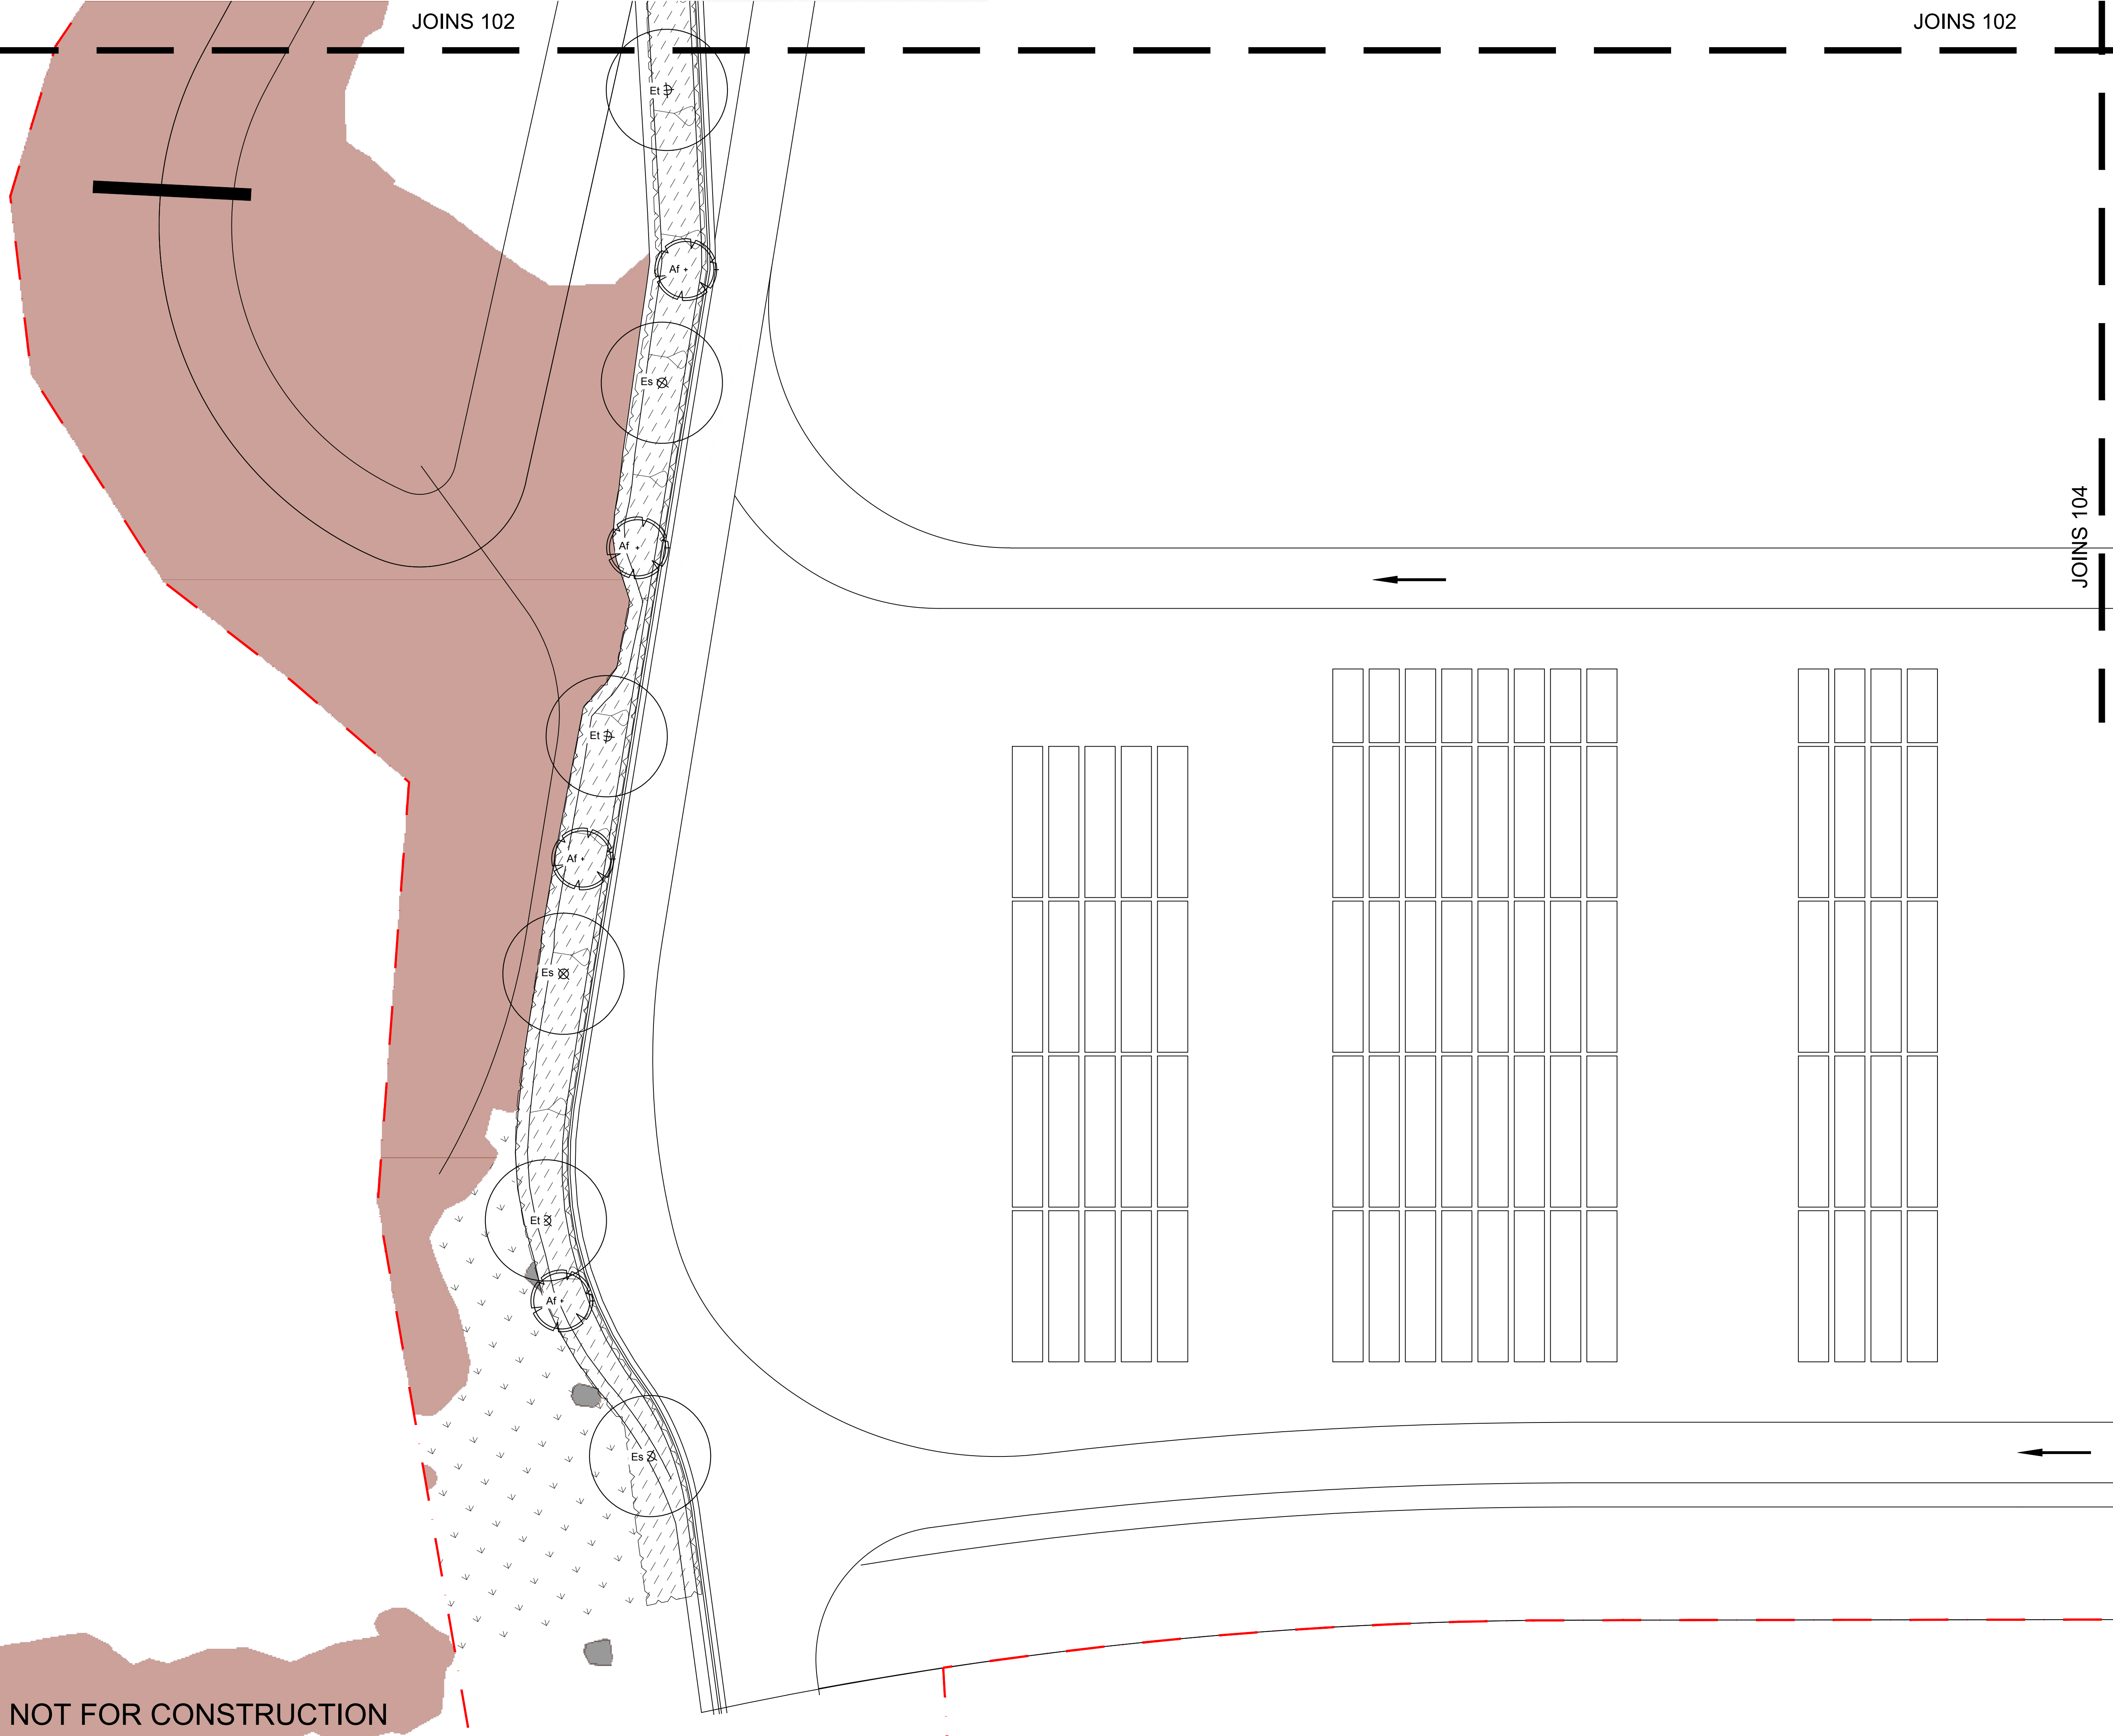 JOINS 102
JOINS 102
Et
Af
Es
JOINS 104
Af
Et
Af
Es
Et
Af
Es
NOT FOR CONSTRUCTION